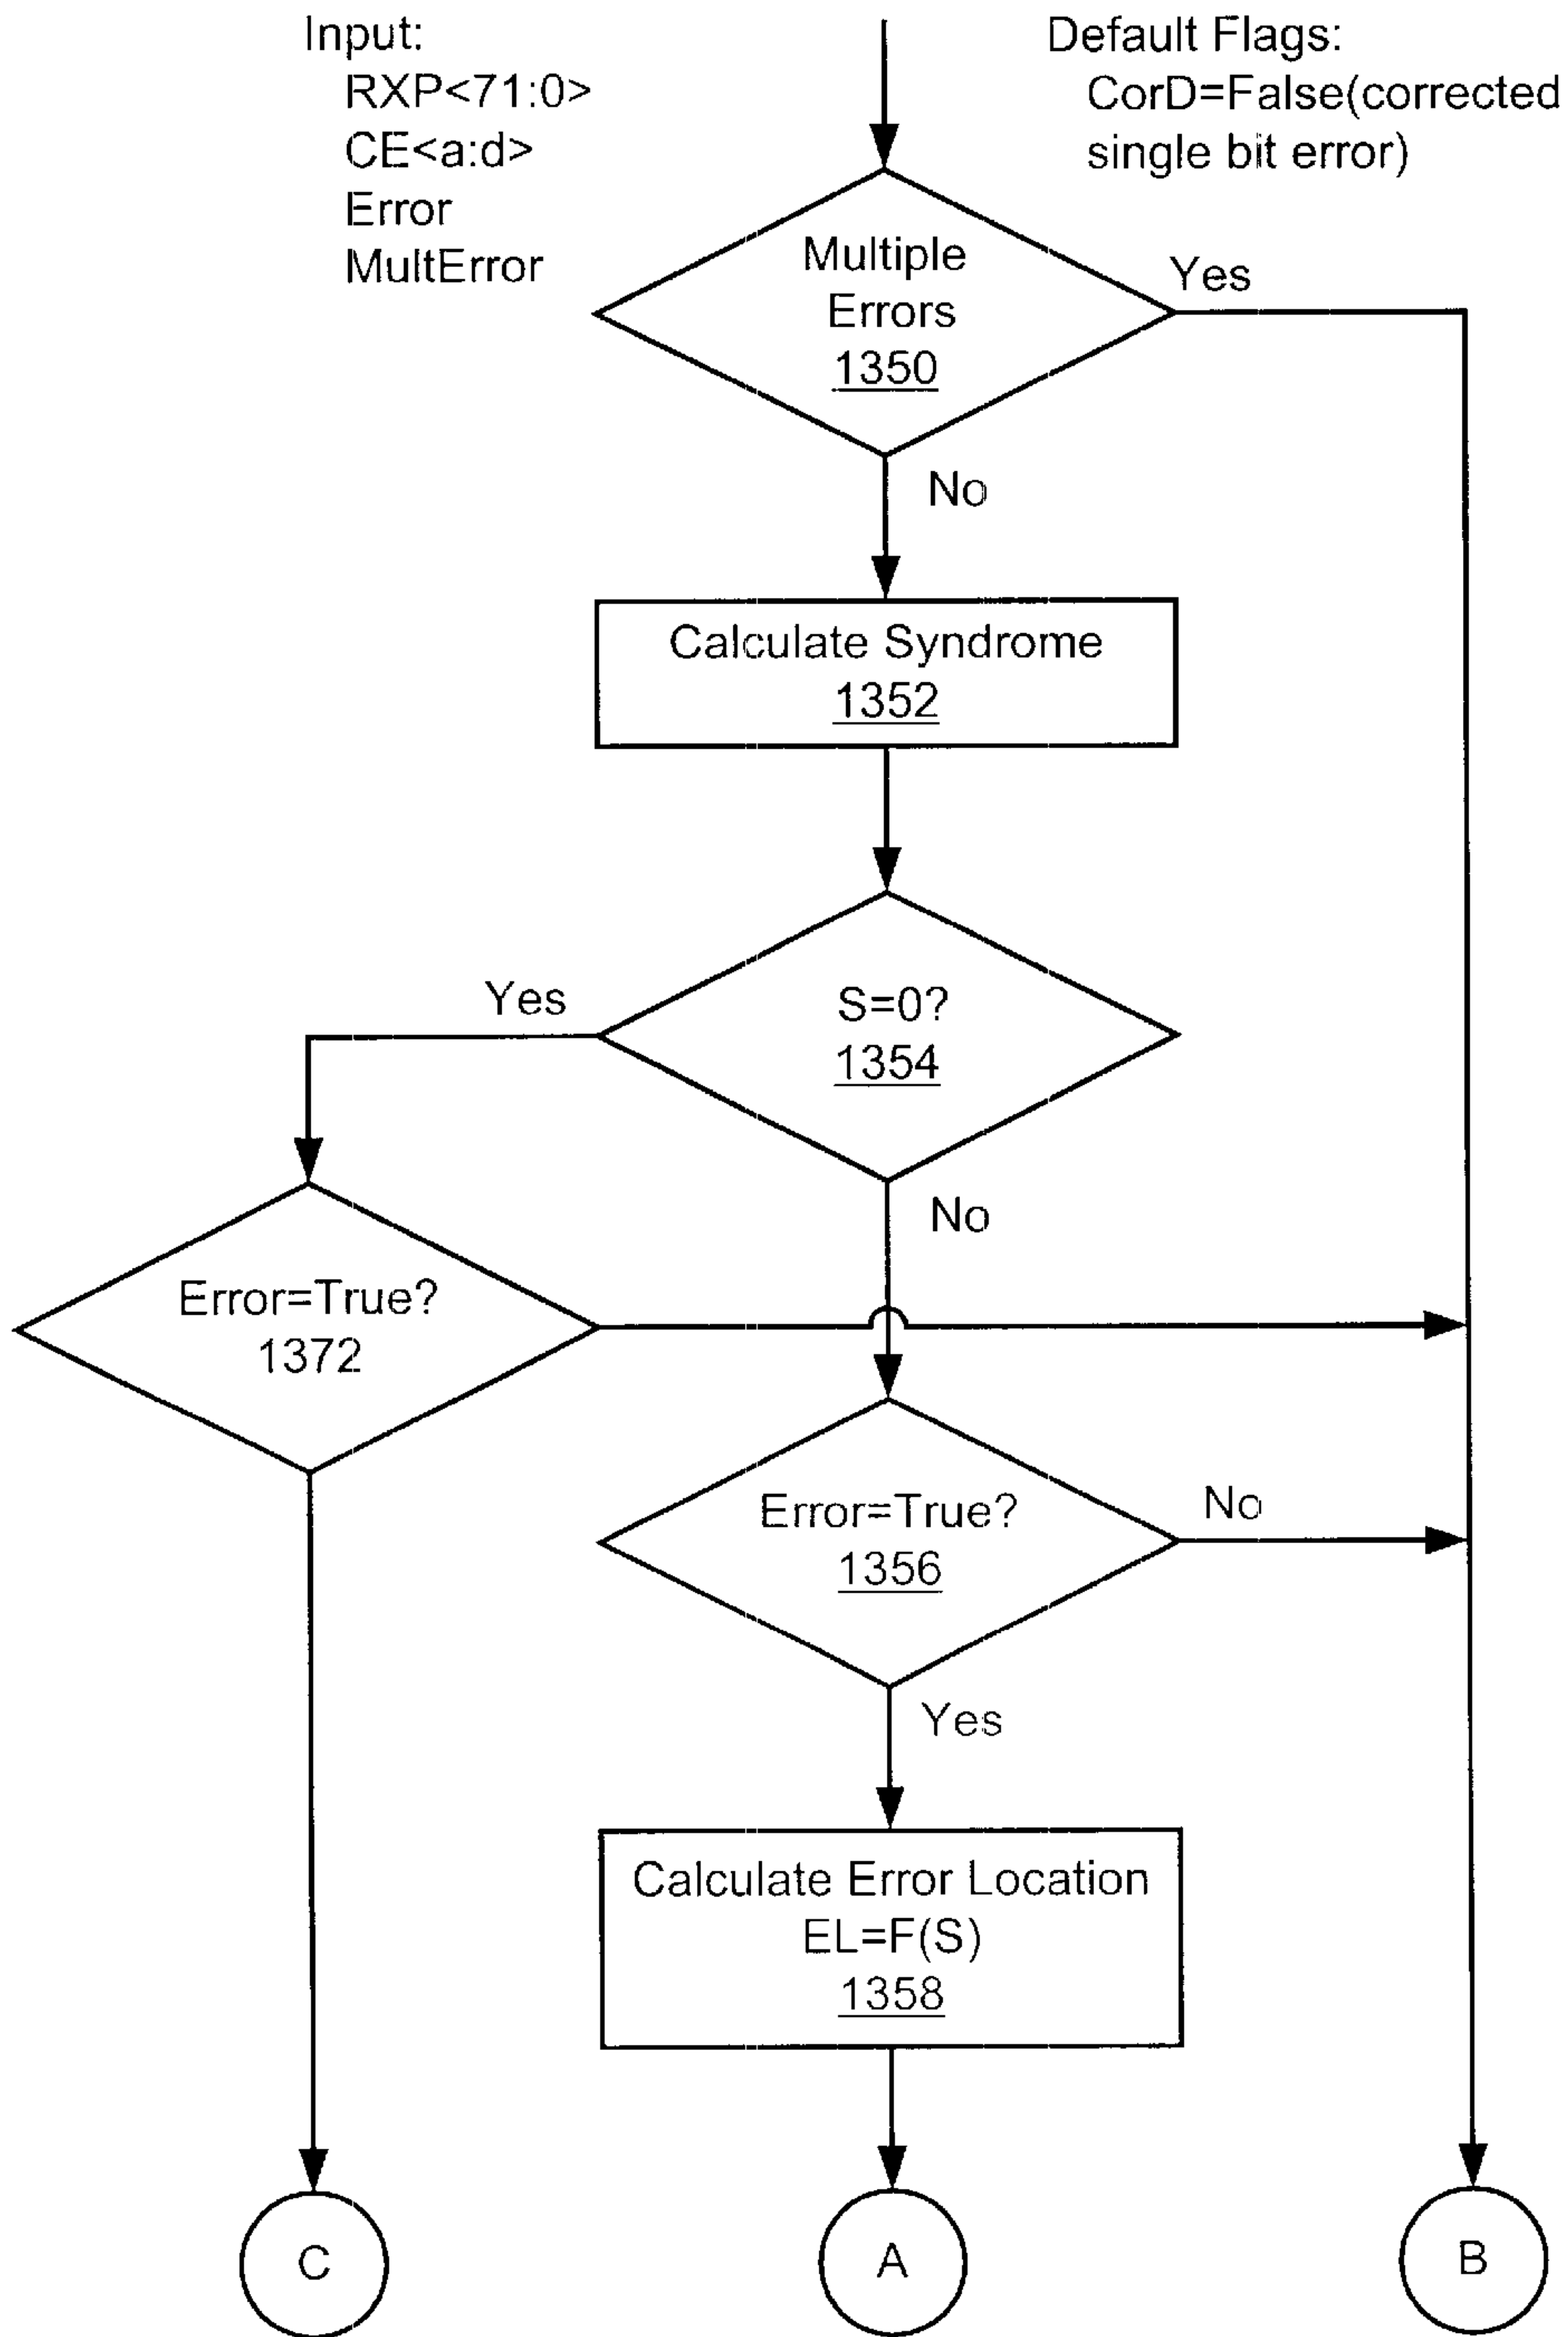 Input:
RXP<71:0>
CE<a:d>
Error
MultError
Default Flags:
CorD=False(corrected
single bit error)
Multiple
Errors
1350
Yes
No
Calculate Syndrome
1352
S=0?
1354
Yes
No
Error=True?
1372
Error=True?
1356
No
Yes
Calculate Error Location
EL=F(S)
1358
C
A
B